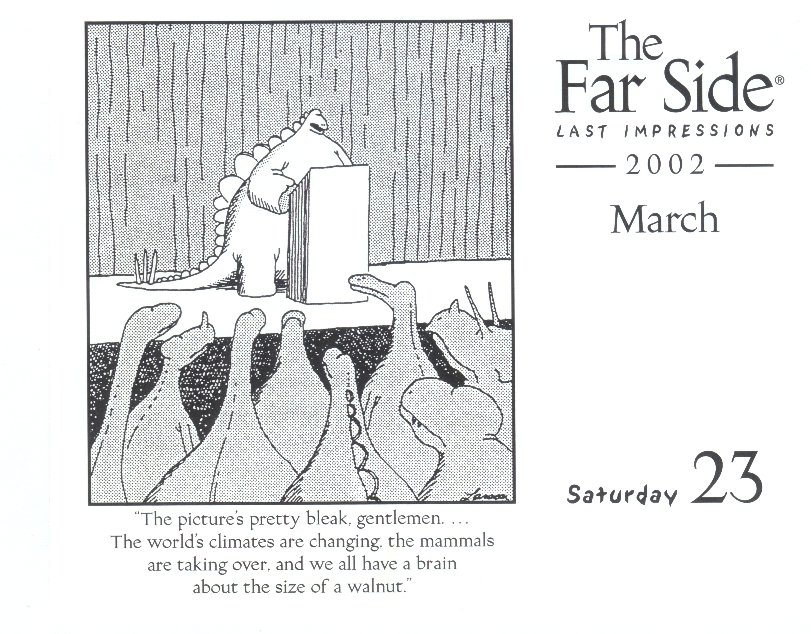 The
Far Side®
LAST IMPRESSIONS
2002
March
Saturday 23
Larson
"The picture's pretty bleak, gentlemen. ...
The world's climates are changing, the mammals
are taking over, and we all have a brain
about the size of a walnut."